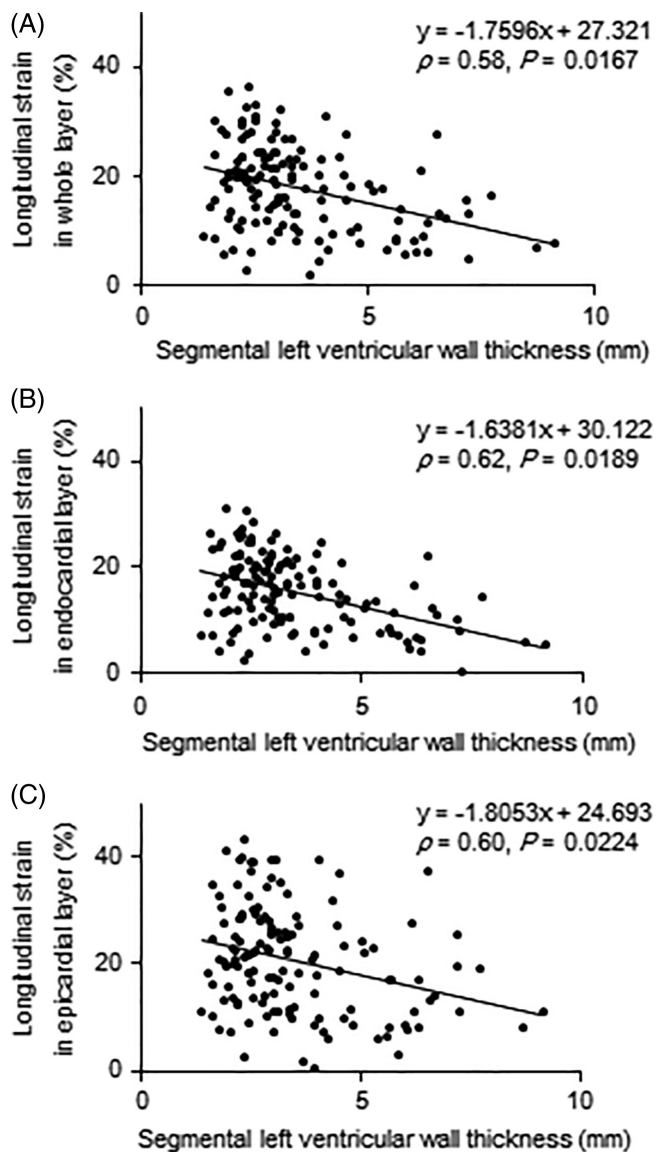 (A)
y = -1.7596x + 27.321
ρ = 0.58, P = 0.0167
Longitudinal strain
in whole layer (%)
40
20
0
0 5 10
Segmental left ventricular wall thickness (mm)
(B)
y = -1.6381x + 30.122
ρ = 0.62, P = 0.0189
Longitudinal strain
in endocardial layer (%)
40
20
0
0 5 10
Segmental left ventricular wall thickness (mm)
(C)
y = -1.8053x + 24.693
ρ = 0.60, P = 0.0224
Longitudinal strain
in epicardial layer (%)
40
20
0
0 5 10
Segmental left ventricular wall thickness (mm)